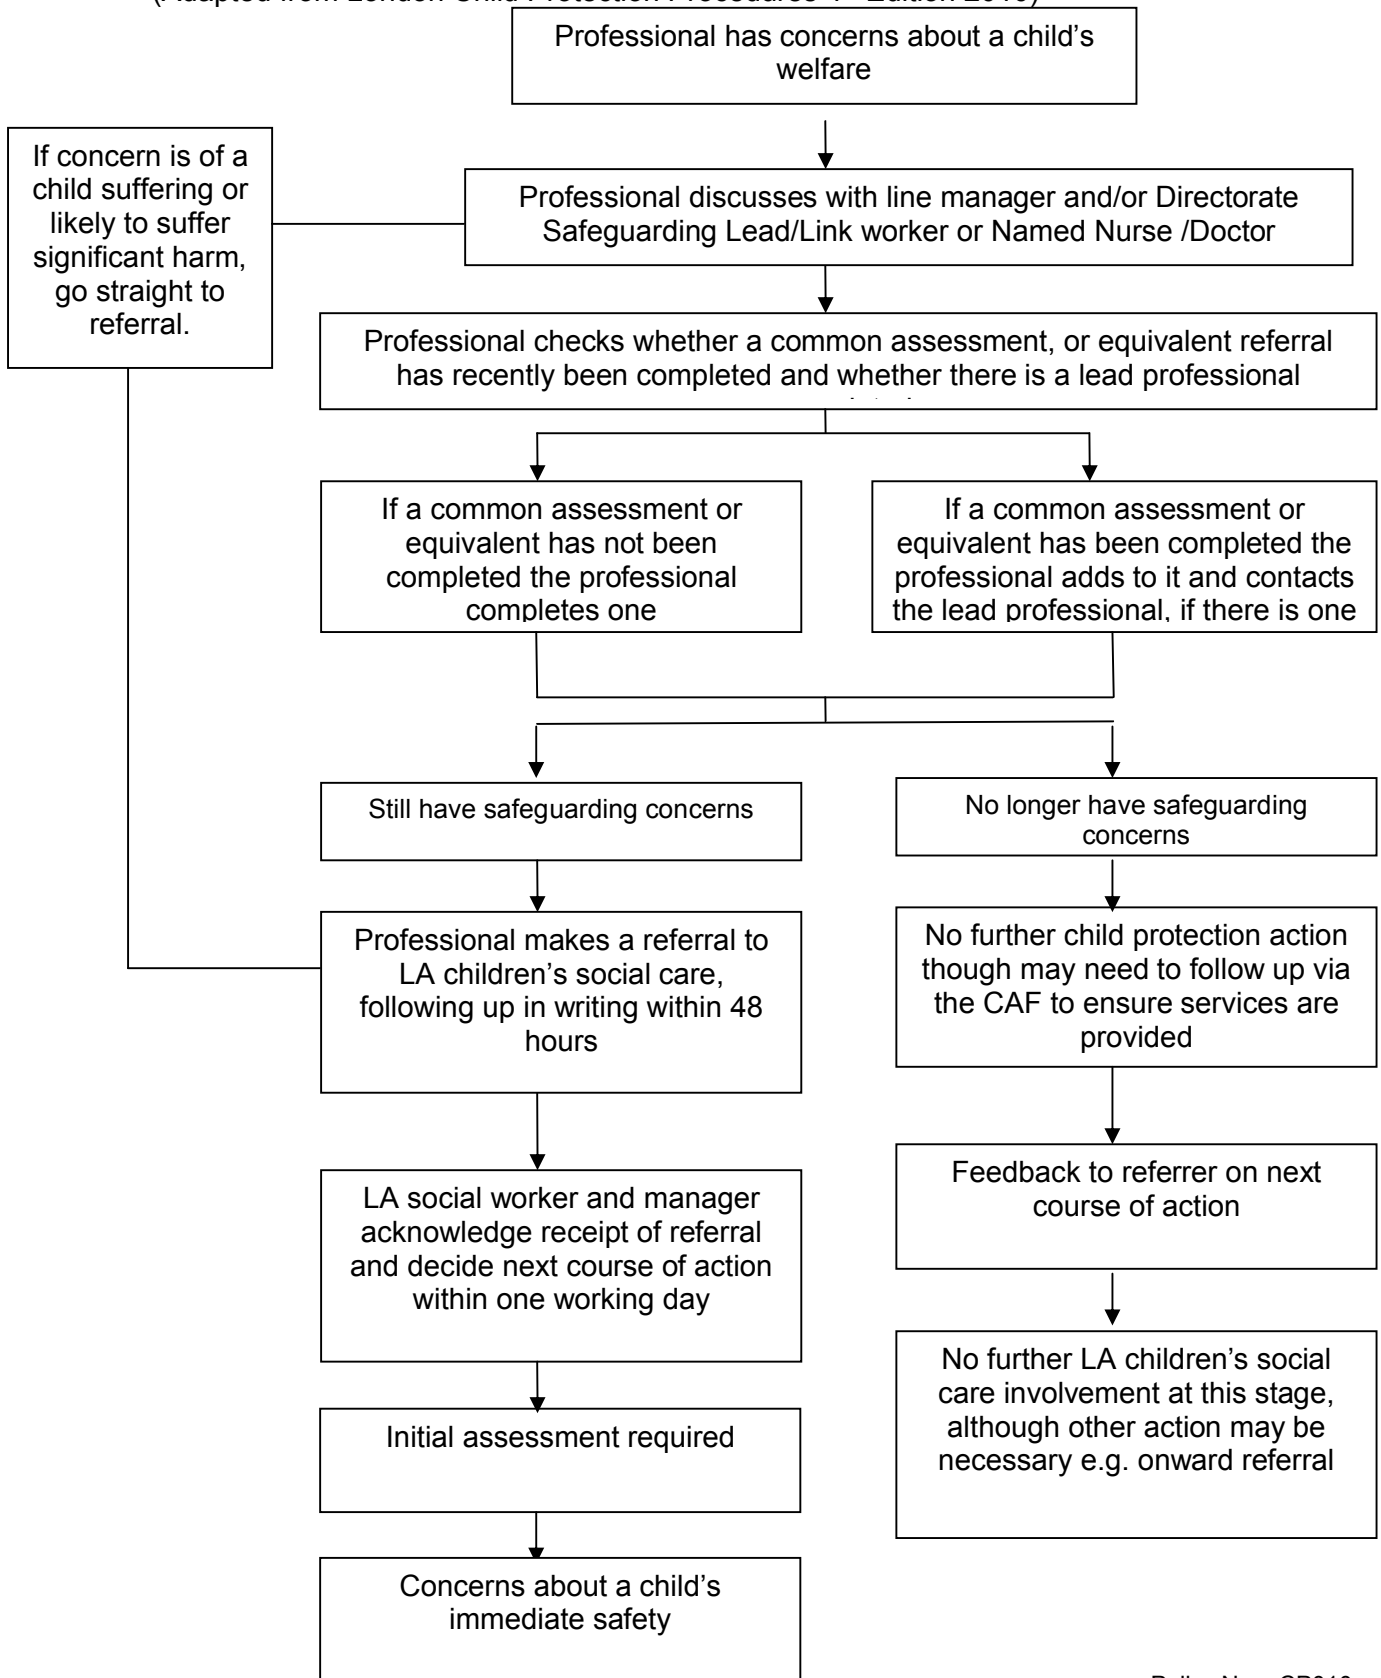 (Adapted from London Child Protection Procedures 4th Edition 2010)
Professional has concerns about a child's
welfare
If concern is of a
child suffering or
likely to suffer
significant harm,
go straight to
referral.
Professional discusses with line manager and/or Directorate
Safeguarding Lead/Link worker or Named Nurse /Doctor
Professional checks whether a common assessment, or equivalent referral
has recently been completed and whether there is a lead professional
If a common assessment or
equivalent has not been
completed the professional
completes one
If a common assessment or
equivalent has been completed the
professional adds to it and contacts
the lead professional, if there is one
Still have safeguarding concerns
No longer have safeguarding
concerns
Professional makes a referral to
LA children's social care,
following up in writing within 48
hours
No further child protection action
though may need to follow up via
the CAF to ensure services are
provided
LA social worker and manager
acknowledge receipt of referral
and decide next course of action
within one working day
Feedback to referrer on next
course of action
Initial assessment required
No further LA children's social
care involvement at this stage,
although other action may be
necessary e.g. onward referral
Concerns about a child's
immediate safety